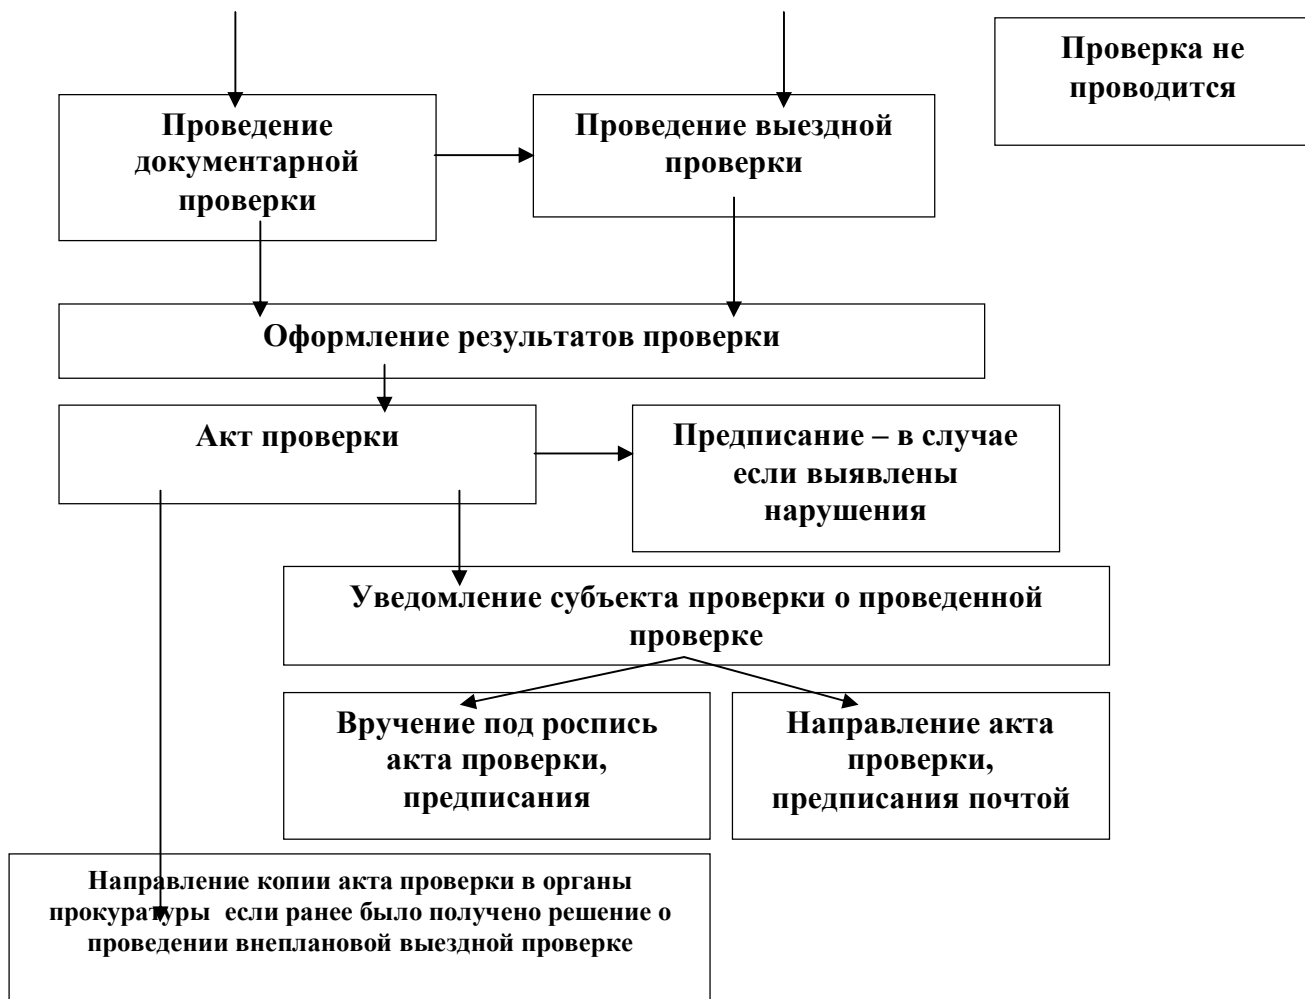 Проверка не
проводится
Проведение
документарной
проверки
Проведение выездной
проверки
Оформление результатов проверки
Акт проверки
Предписание – в случае
если выявлены
нарушения
Уведомление субъекта проверки о проведенной
проверке
Вручение под роспись
акта проверки,
предписания
Направление акта
проверки,
предписания почтой
Направление копии акта проверки в органы
прокуратуры  если ранее было получено решение о
проведении внеплановой выездной проверке